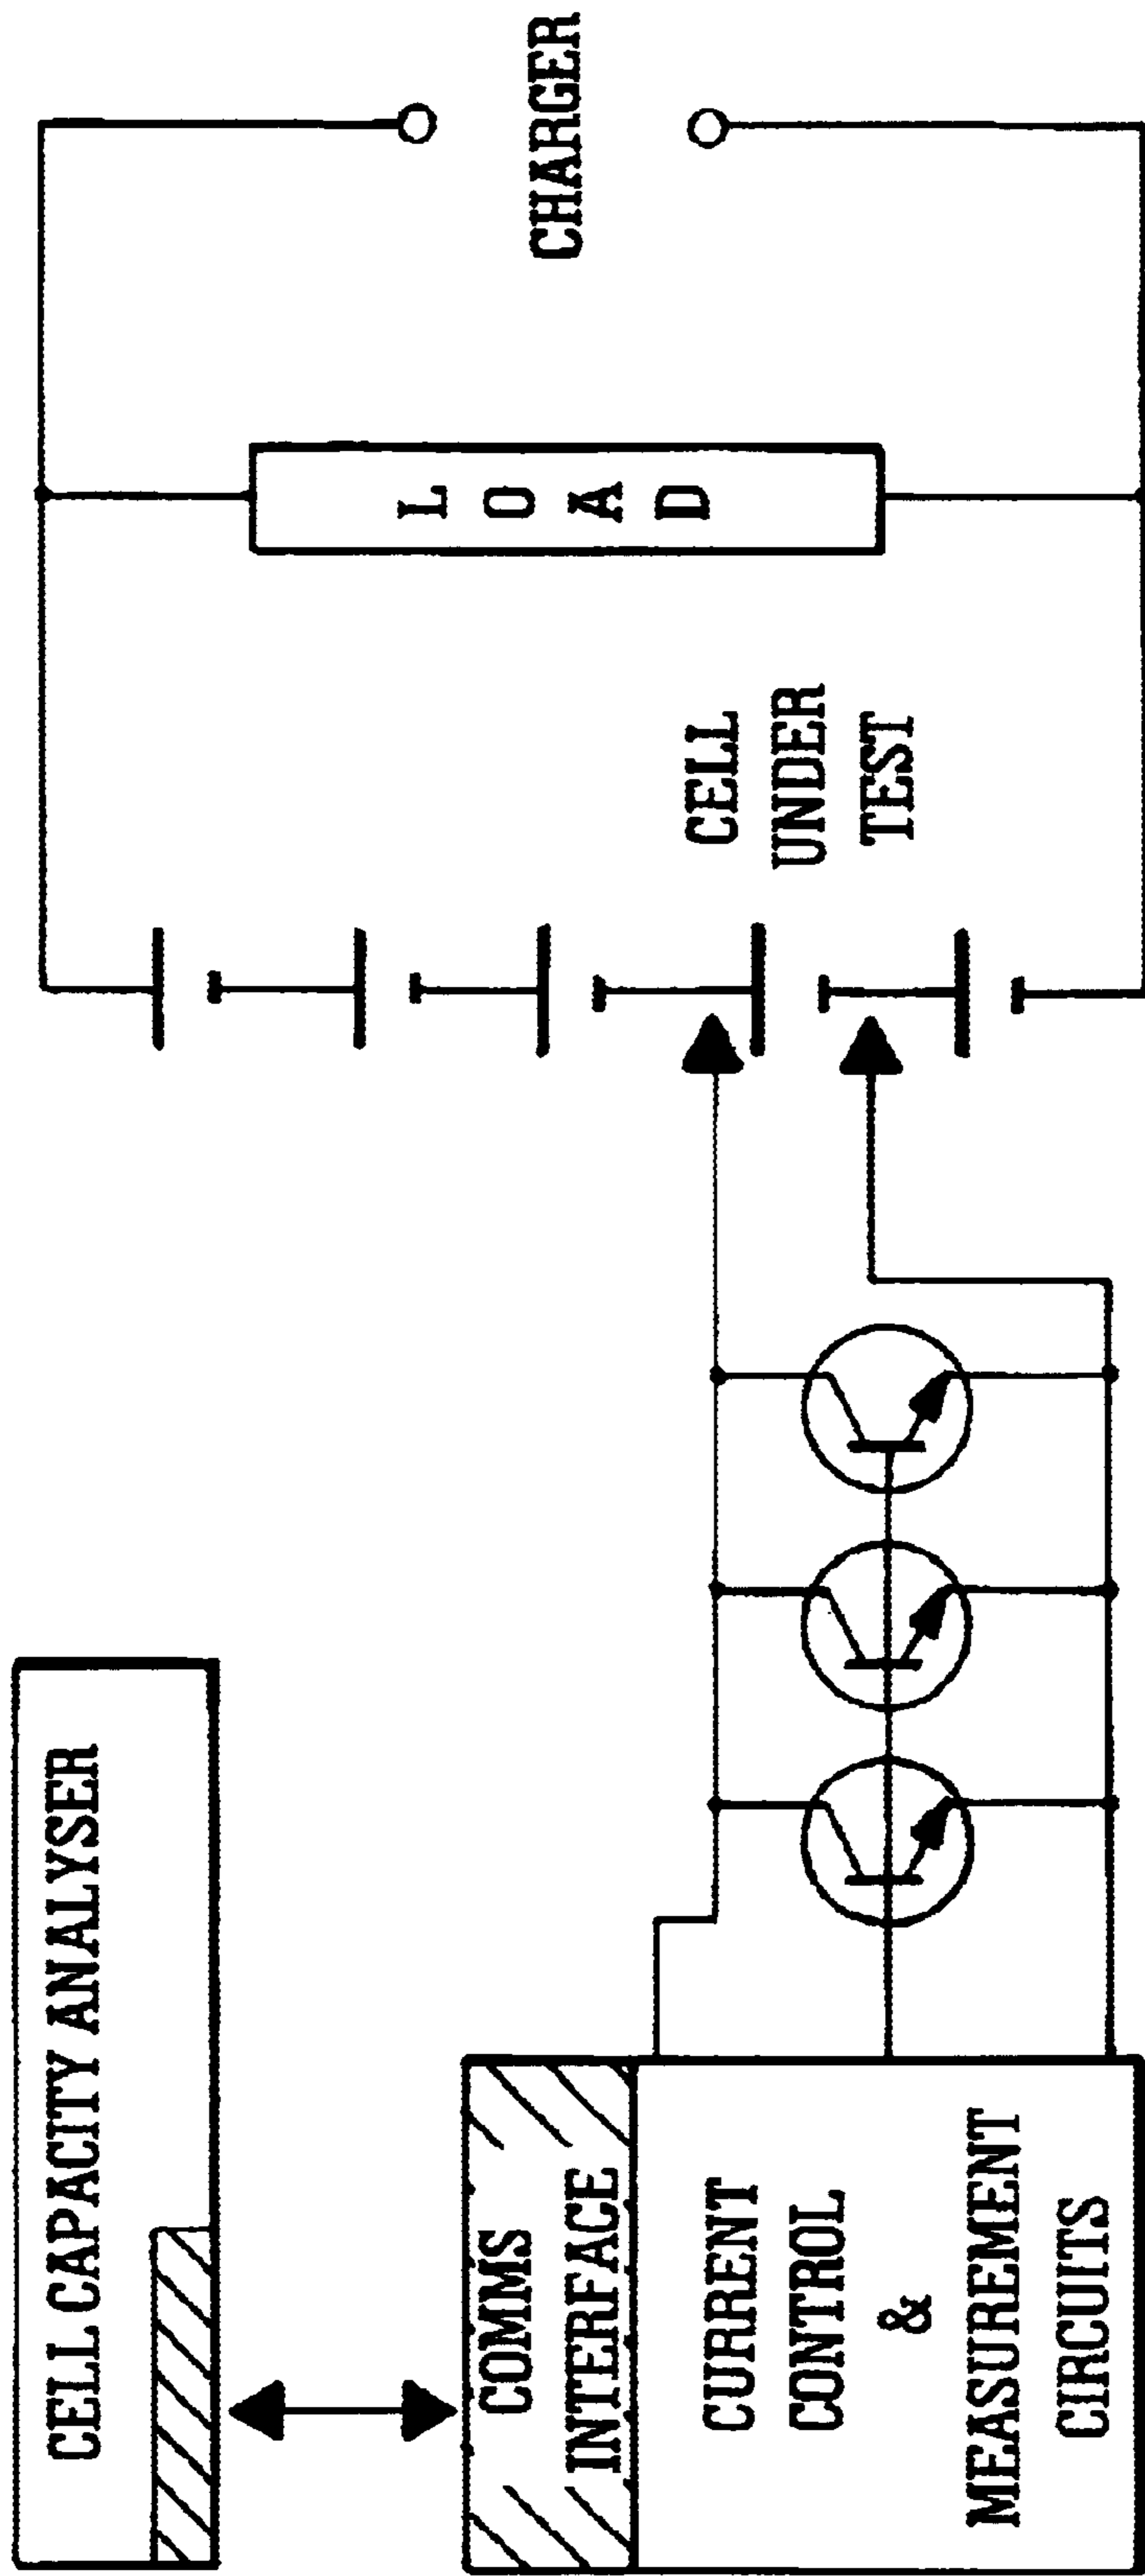 CELL CAPACITY ANALYSER
COMMS
INTERFACE
CURRENT
CONTROL
&
MEASUREMENT
CIRCUITS
CELL
UNDER
TEST
L
O
A
D
CHARGER